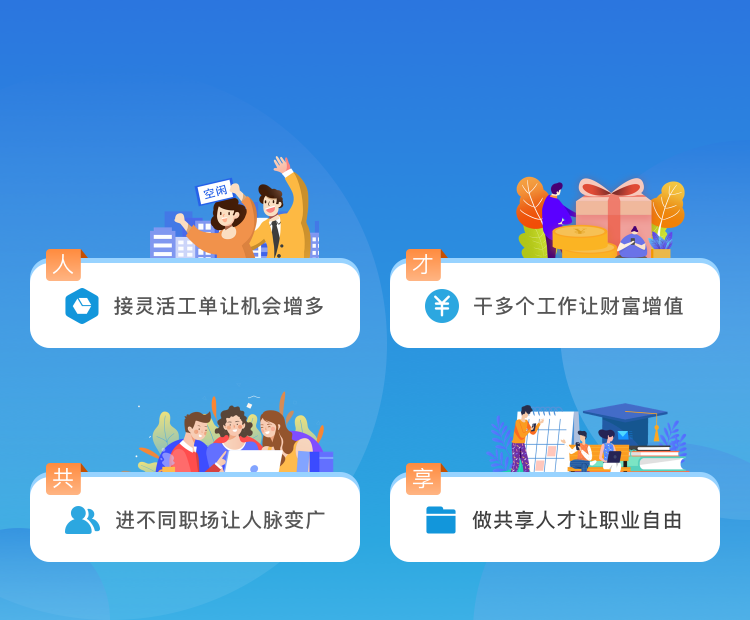 空闲
人
接灵活工单让机会增多
才
干多个工作让财富增值
共
进不同职场让人脉变广
享
做共享人才让职业自由